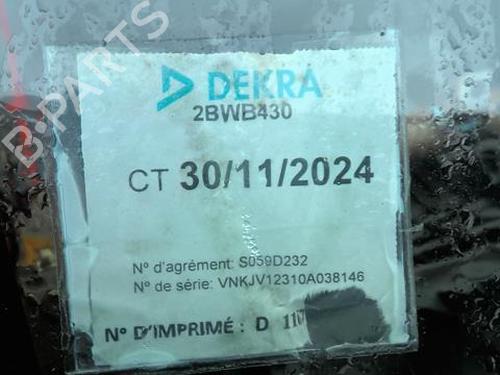 B-PARTS
DEKRA
2BWB430
CT 30/11/2024
N° d'agrément: S059D232
N° de série: VNKJV12310A038146
N° D'IMPRIMÉ : D